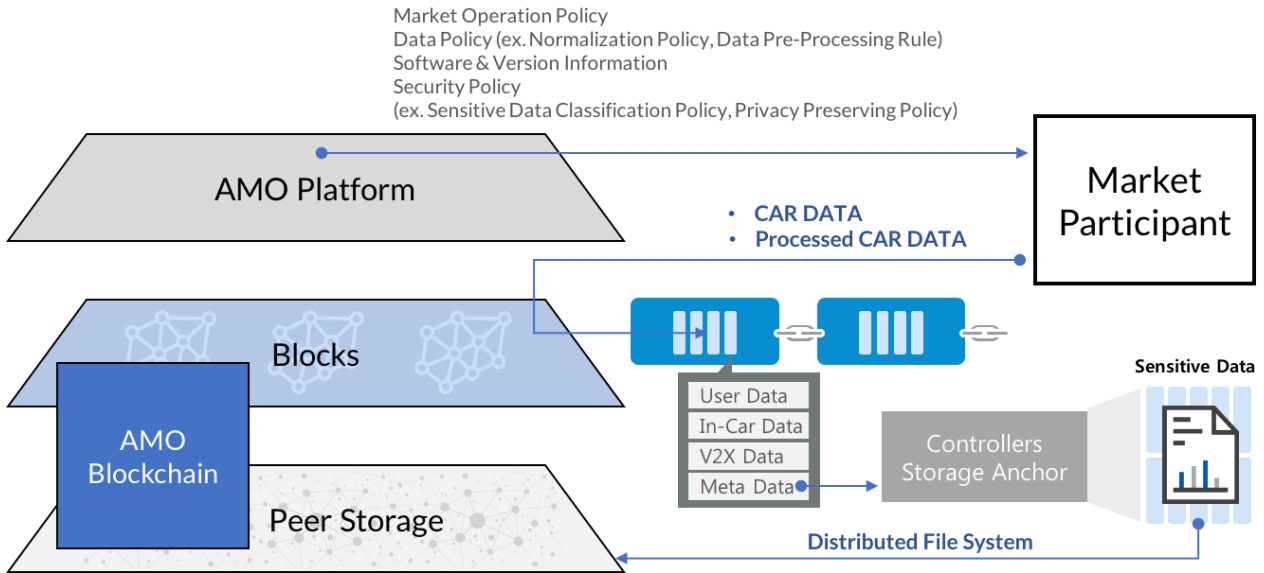 Market Operation Policy
Data Policy (ex. Normalization Policy, Data Pre-Processing Rule)
Software & Version Information
Security Policy
(ex. Sensitive Data Classification Policy, Privacy Preserving Policy)
AMO Platform
Market
Participant
• CAR DATA
• Processed CAR DATA
Blocks
AMO
Blockchain
Peer Storage
User Data
In-Car Data
V2X Data
Meta Data
Controllers
Storage Anchor
Sensitive Data
Distributed File System